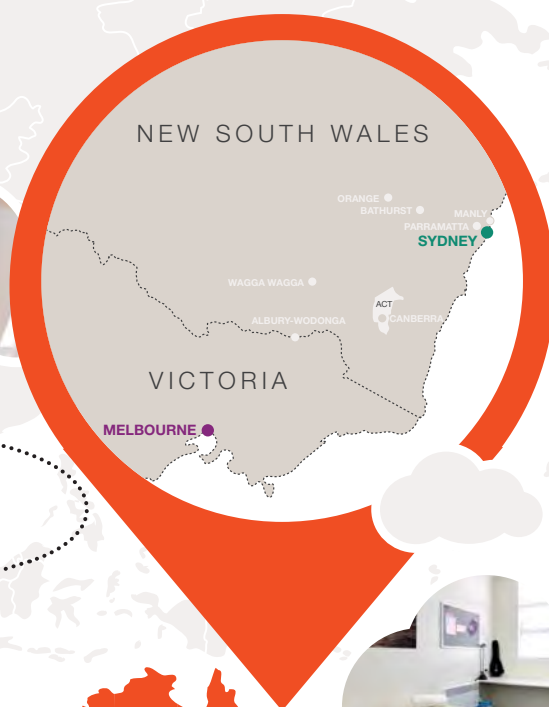 NEW SOUTH WALES
ORANGE
BATHURST
MANLY
PARRAMATTA
SYDNEY
WAGGA WAGGA
ACT
ALBURY-WODONGA
CANBERRA
VICTORIA
MELBOURNE